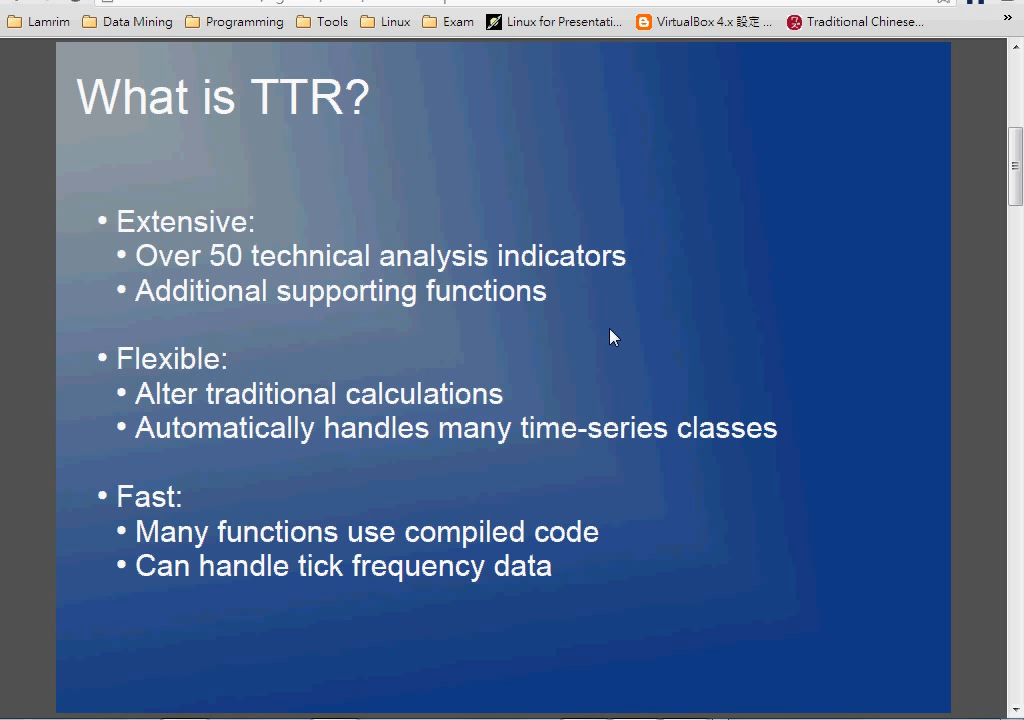 Lamrim Data Mining Programming Tools Linux Exam Linux for Presentati... VirtualBox 4.x 設定 ... Traditional Chinese... »
What is TTR?
• Extensive:
• Over 50 technical analysis indicators
• Additional supporting functions
• Flexible:
• Alter traditional calculations
• Automatically handles many time-series classes
• Fast:
• Many functions use compiled code
• Can handle tick frequency data